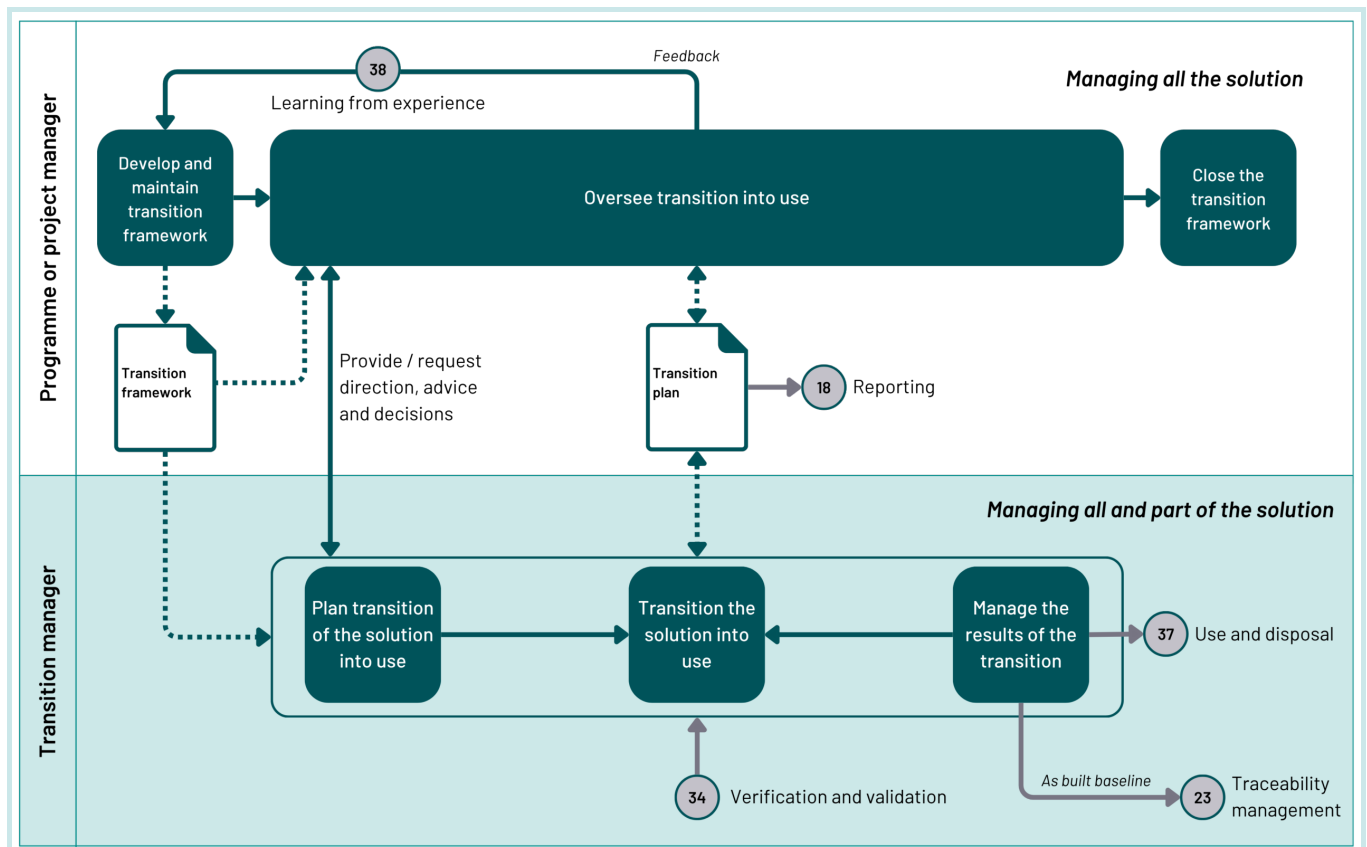 Programme or project manager
38
Feedback
Learning from experience
Managing all the solution
Develop and
maintain
transition
framework
Oversee transition into use
Close the
transition
framework
Transition
framework
Provide / request
direction, advice
and decisions
Transition
plan
18
Reporting
Transition manager
Managing all and part of the solution
Plan transition
of the solution
into use
Transition the
solution into
use
Manage the
results of the
transition
37
Use and disposal
34
Verification and validation
As built baseline
23
Traceability
management